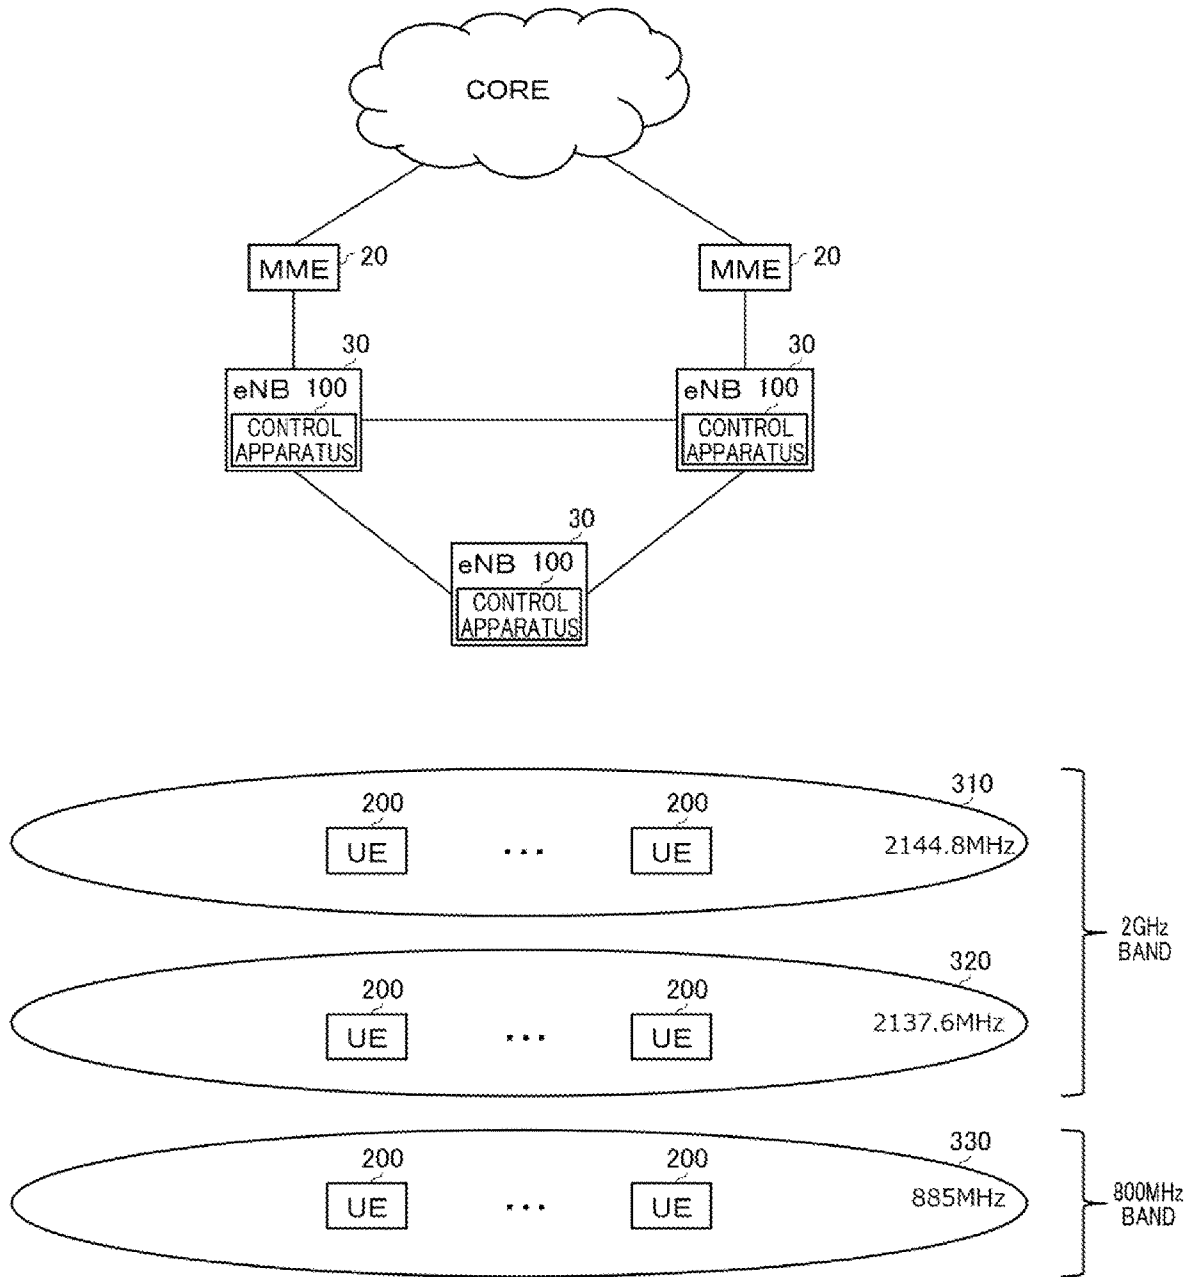 CORE
MME 20
MME 20
30
eNB 100
CONTROL
APPARATUS
30
eNB 100
CONTROL
APPARATUS
30
eNB 100
CONTROL
APPARATUS
310
200 200
UE ... UE 2144.8MHz
320
200 200
UE ... UE 2137.6MHz
2GHz
BAND
330
200 200
UE ... UE 885MHz
800MHz
BAND